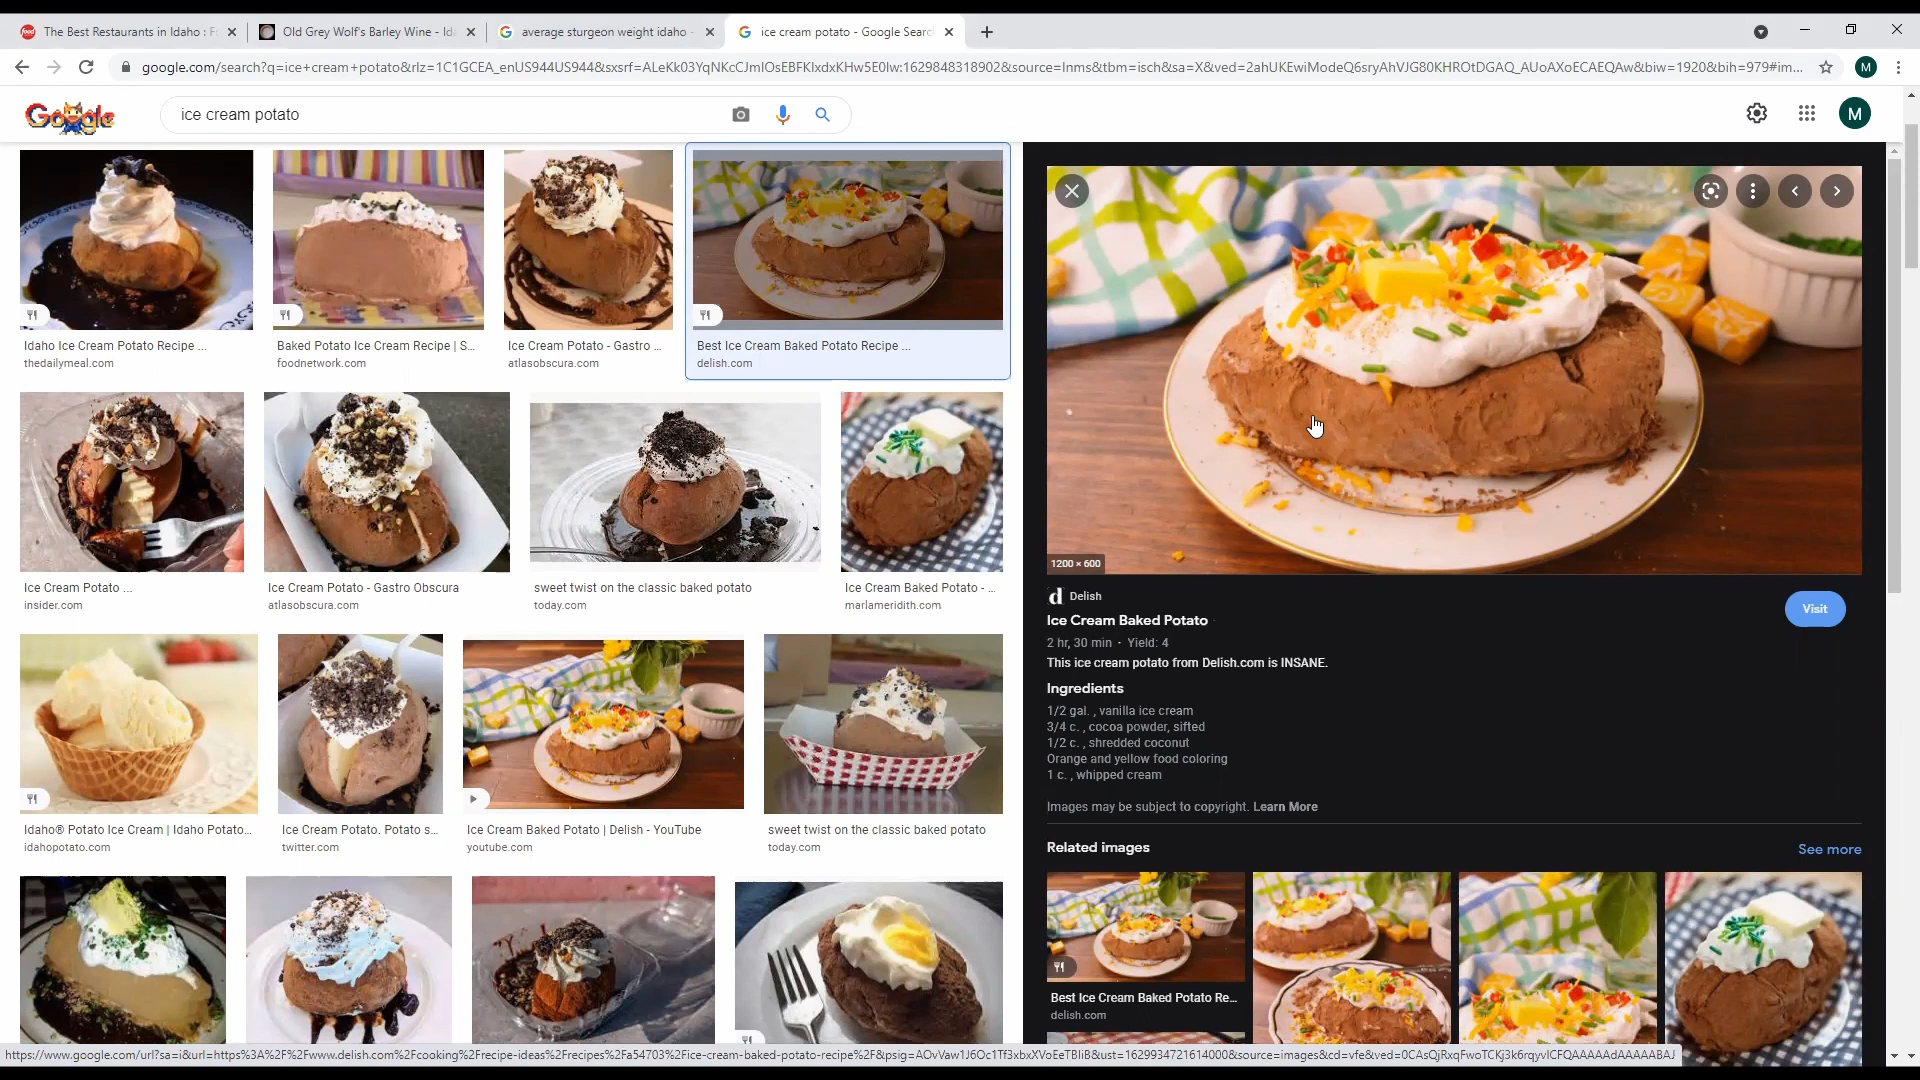 The Best Restaurants in Idaho : F
Old Grey Wolf's Barley Wine - Ida
average sturgeon weight idaho -
ice cream potato - Google Search
google.com/search?q=ice+cream+potato&rlz=1C1GCEA_enUS944US944&sxsrf=ALeKk03YqNKcCJmIOsEBFKlxdxKHw5E0lw:1629848318902&source=lnms&tbm=isch&sa=X&ved=2ahUKEwiModeQ6sryAhVJG80KHROtDGAQ_AUoAXoECAEQAw&biw=1920&bih=979#im...
M
Google
ice cream potato
M
Idaho Ice Cream Potato Recipe ...
thedailymeal.com
Baked Potato Ice Cream Recipe | S...
foodnetwork.com
Ice Cream Potato - Gastro ...
atlasobscura.com
Best Ice Cream Baked Potato Recipe ...
delish.com
Ice Cream Potato ...
insider.com
Ice Cream Potato - Gastro Obscura
atlasobscura.com
sweet twist on the classic baked potato
today.com
Ice Cream Baked Potato - ...
marlameridith.com
Idaho® Potato Ice Cream | Idaho Potato...
idahopotato.com
Ice Cream Potato. Potato s...
twitter.com
Ice Cream Baked Potato | Delish - YouTube
youtube.com
sweet twist on the classic baked potato
today.com
1200 × 600
d Delish
Visit
Ice Cream Baked Potato
2 hr, 30 min · Yield: 4
This ice cream potato from Delish.com is INSANE.
Ingredients
1/2 gal. , vanilla ice cream
3/4 c. , cocoa powder, sifted
1/2 c. , shredded coconut
Orange and yellow food coloring
1 c. , whipped cream
Images may be subject to copyright. Learn More
Related images
See more
Best Ice Cream Baked Potato Re...
delish.com
https://www.google.com/url?sa=i&url=https%3A%2F%2Fwww.delish.com%2Fcooking%2Frecipe-ideas%2Frecipes%2Fa54703%2Fice-cream-baked-potato-recipe%2F&psig=AOvVaw1J6Oc1Tf3xbxXVoEeTBIiB&ust=1629934721614000&source=images&cd=vfe&ved=0CAsQjRxqFwoTCKj3k6rqyvICFQAAAAAdAAAAABAJ